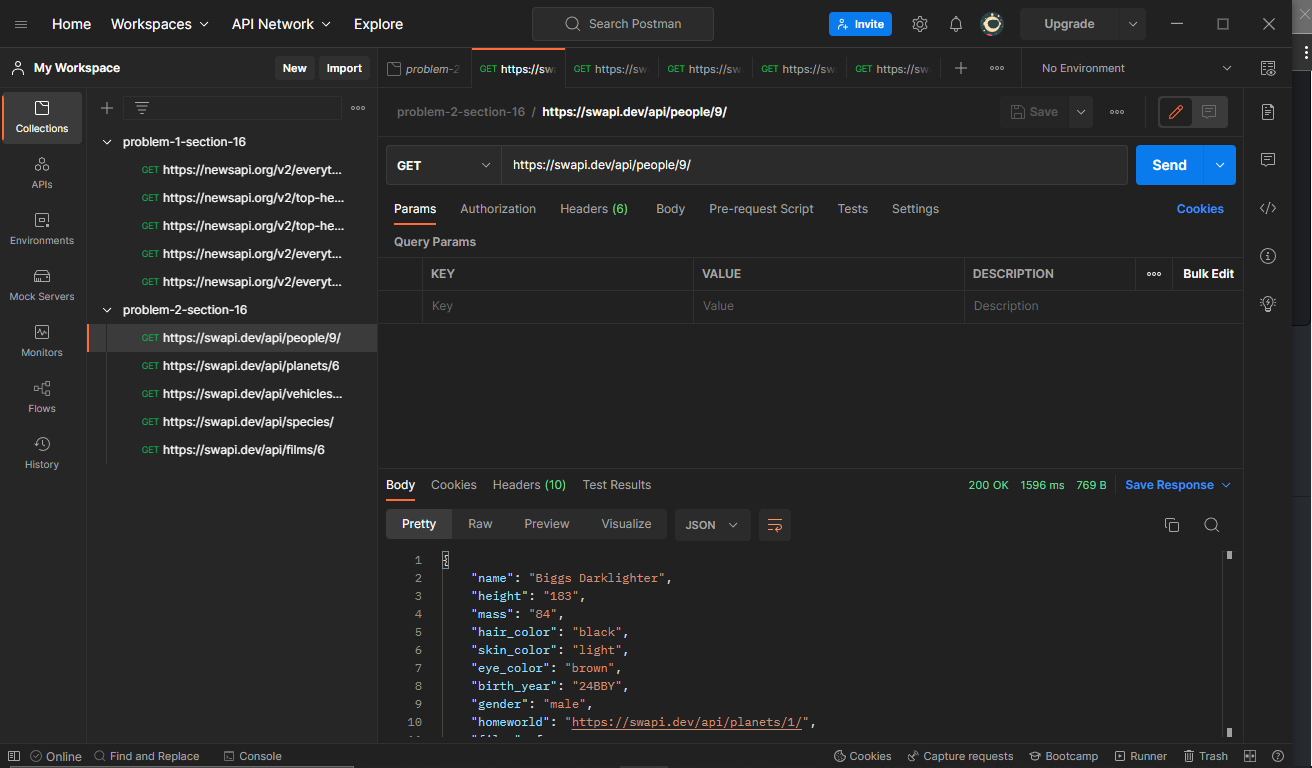 Home Workspaces API Network Explore Search Postman Invite Upgrade
My Workspace New Import
problem-2 GET https://sw GET https://sw GET https://sw GET https://sw GET https://sw No Environment
Collections
APIs
Environments
Mock Servers
Monitors
Flows
History
problem-1-section-16
GET https://newsapi.org/v2/everyt...
GET https://newsapi.org/v2/top-he...
GET https://newsapi.org/v2/top-he...
GET https://newsapi.org/v2/everyt...
GET https://newsapi.org/v2/everyt...
problem-2-section-16
GET https://swapi.dev/api/people/9/
GET https://swapi.dev/api/planets/6
GET https://swapi.dev/api/vehicles...
GET https://swapi.dev/api/species/
GET https://swapi.dev/api/films/6
problem-2-section-16 / https://swapi.dev/api/people/9/ Save
GET https://swapi.dev/api/people/9/ Send
Params Authorization Headers (6) Body Pre-request Script Tests Settings Cookies
Query Params
KEY VALUE DESCRIPTION Bulk Edit
Key Value Description
Body Cookies Headers (10) Test Results 200 OK 1596 ms 769 B Save Response
Pretty Raw Preview Visualize JSON
1 {
2 "name": "Biggs Darklighter",
3 "height": "183",
4 "mass": "84",
5 "hair_color": "black",
6 "skin_color": "light",
7 "eye_color": "brown",
8 "birth_year": "24BBY",
9 "gender": "male",
10 "homeworld": "https://swapi.dev/api/planets/1/",
Online Find and Replace Console Cookies Capture requests Bootcamp Runner Trash